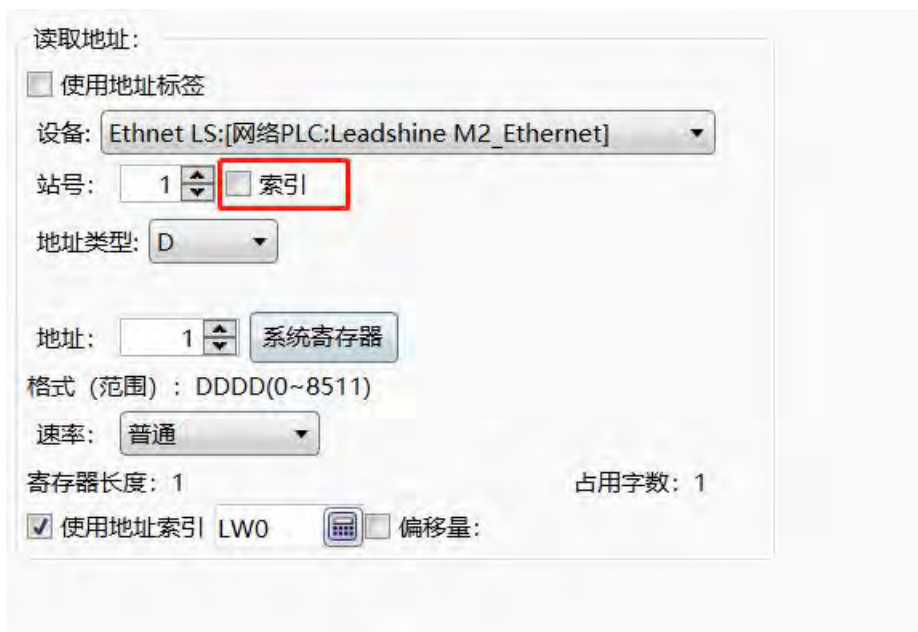 读取地址:
使用地址标签
设备: Ethnet LS:[网络PLC:Leadshine M2_Ethernet]
站号: 1 索引
地址类型: D
地址: 1 系统寄存器
格式 (范围) : DDDD(0~8511)
速率: 普通
寄存器长度: 1 占用字数: 1
使用地址索引 LW0 偏移量: